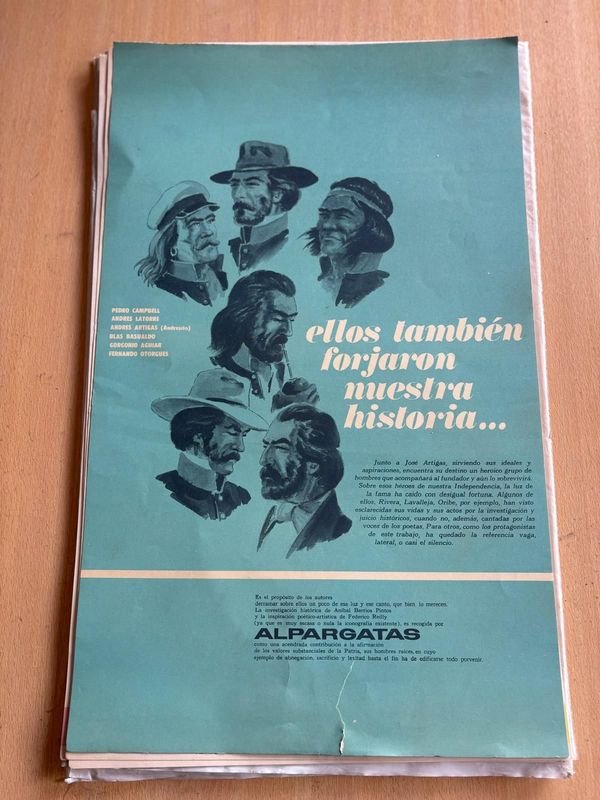 PEDRO CAMPBELL
ANDRES LATORRE
ANDRES ARTIGAS (Andresito)
BLAS BASUALDO
GORGONIO AGUIAR
FERNANDO OTORGUES
ellos también
forjaron
nuestra
historia...
Junto a José Artigas, sirviendo sus ideales y
aspiraciones, encuentra su destino un heroico grupo de
hombres que acompañará al fundador y aún lo sobrevivirá.
Sobre esos héroes de nuestra Independencia, la luz de
la fama ha caído con desigual fortuna. Algunos de
ellos, Rivera, Lavalleja, Oribe, por ejemplo, han visto
esclarecidas sus vidas y sus actos por la investigación y
juicio históricos, cuando no, además, cantadas por las
voces de los poetas. Para otros, como los protagonistas
de este trabajo, ha quedado la referencia vaga,
lateral, o casi el silencio.
Es el propósito de los autores
derramar sobre ellos un poco de esa luz y ese canto, que bien lo merecen.
La investigación histórica de Aníbal Barrios Pintos
y la inspiración poético-artística de Federico Reilly
(ya que es muy escasa o nula la iconografía existente), es recogida por
ALPARGATAS
como una acendrada contribución a la afirmación
de los valores substanciales de la Patria, sus hombres raíces, en cuyo
ejemplo de abnegación, sacrificio y lealtad hasta el fin ha de edificarse todo porvenir.